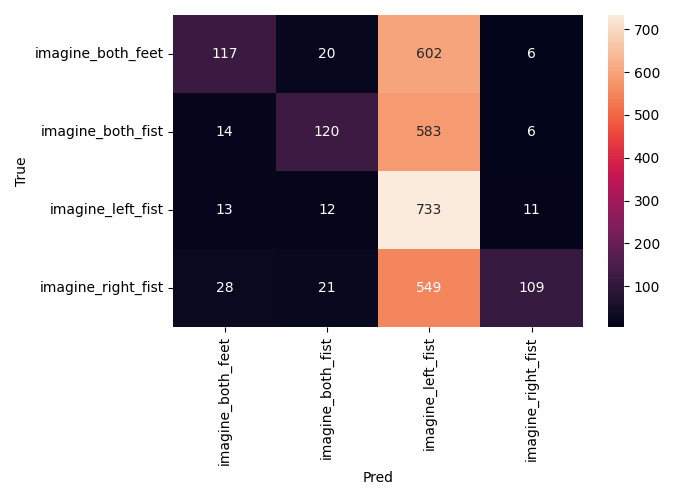 imagine_both_feet 117 20 602 6
imagine_both_fist 14 120 583 6
imagine_left_fist 13 12 733 11
imagine_right_fist 28 21 549 109
True
imagine_both_feet
imagine_both_fist
imagine_left_fist
imagine_right_fist
Pred
700
600
500
400
300
200
100